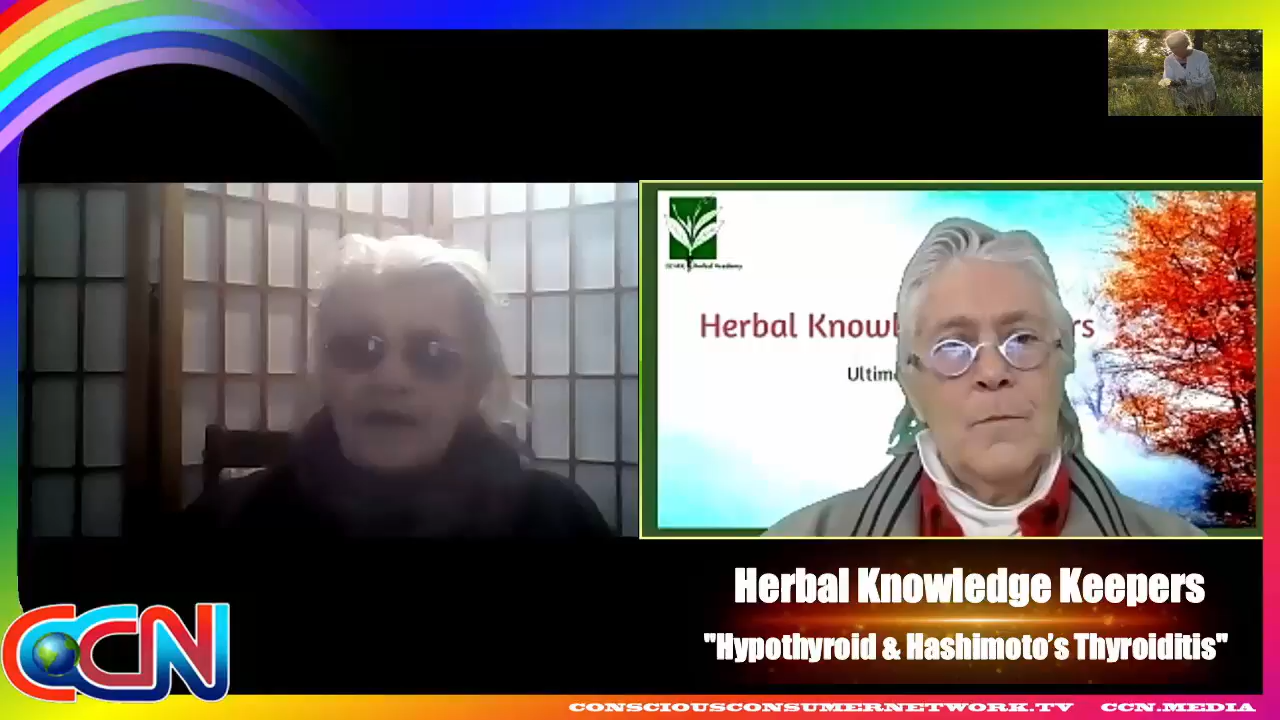 Herbal Knowl rs
Ultim
Herbal Knowledge Keepers
"Hypothyroid & Hashimoto’s Thyroiditis"
CCN
CONSCIOUSCONSUMERNETWORK.TV CCN.MEDIA